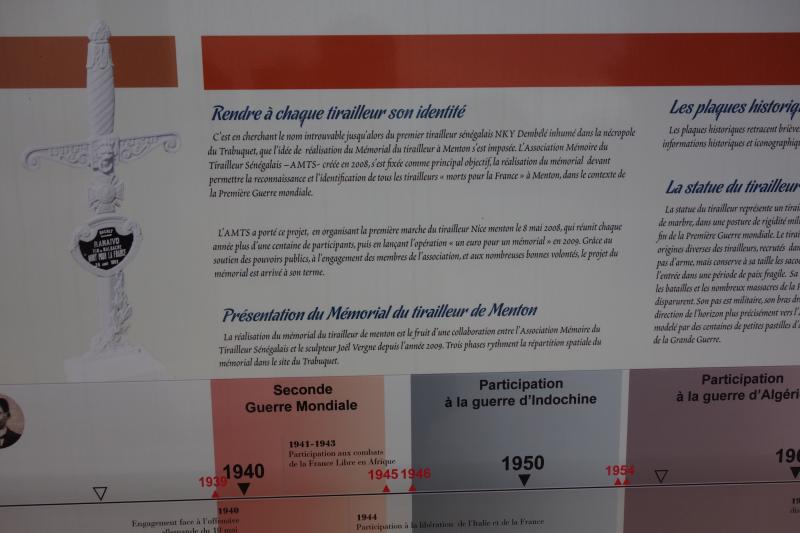 Rendre à chaque tirailleur son identité
C'est en cherchant le nom introuvable jusqu'alors du premier tirailleur sénégalais NKY Dembélé inhumé dans la nécropole
du Trabuquet, que l'idée de réalisation du Mémorial du tirailleur à Menton s'est imposée. L'Association Mémoire du
Tirailleur Sénégalais –AMTS- créée en 2008, s'est fixée comme principal objectif, la réalisation du mémorial devant
permettre la reconnaissance et l'identification de tous les tirailleurs « morts pour la France » à Menton, dans le contexte de
la Première Guerre mondiale.
L'AMTS a porté ce projet, en organisant la première marche du tirailleur Nice menton le 8 mai 2008, qui réunit chaque
année plus d'une centaine de participants, puis en lançant l'opération « un euro pour un mémorial » en 2009. Grâce au
soutien des pouvoirs publics, à l'engagement des membres de l'association, et aux nombreuses bonnes volontés, le projet du
mémorial est arrivé à son terme.
Présentation du Mémorial du tirailleur de Menton
La réalisation du mémorial du tirailleur de menton est le fruit d'une collaboration entre l'Association Mémoire du
Tirailleur Sénégalais et le sculpteur Joël Vergne depuis l'année 2009. Trois phases rythment la répartition spatiale du
mémorial dans le site du Trabuquet.
Les plaques historiq
Les plaques historiques retracent briève
informations historiques et iconographiq
La statue du tirailleur
La statue du tirailleur représente un tirai
de marbre, dans une posture de rigidité mili
fin de la Première Guerre mondiale. Le tirai
origines diverses des tirailleurs, recrutés dan
pas d'arme, mais conserve à sa taille les saco
l'entrée dans une période de paix fragile. Sa
les batailles et les nombreux massacres de la P
disparurent. Son pas est militaire, son bras dro
direction de l'horizon plus précisément vers l'A
modelé par des centaines de petites pastilles d'a
de la Grande Guerre.
RANAIVO
MORT POUR LA FRANCE
Seconde
Guerre Mondiale
Participation
à la guerre d'Indochine
Participation
à la guerre d'Algérie
1941-1943
Participation aux combats
de la France Libre en Afrique
1939
1940
1945
1946
1950
1954
196
1940
Engagement face à l'offensive
allemande du 10 mai
1944
Participation à la libération de l'Italie et de la France